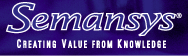 Semansys®
CREATING VALUE FROM KNOWLEDGE